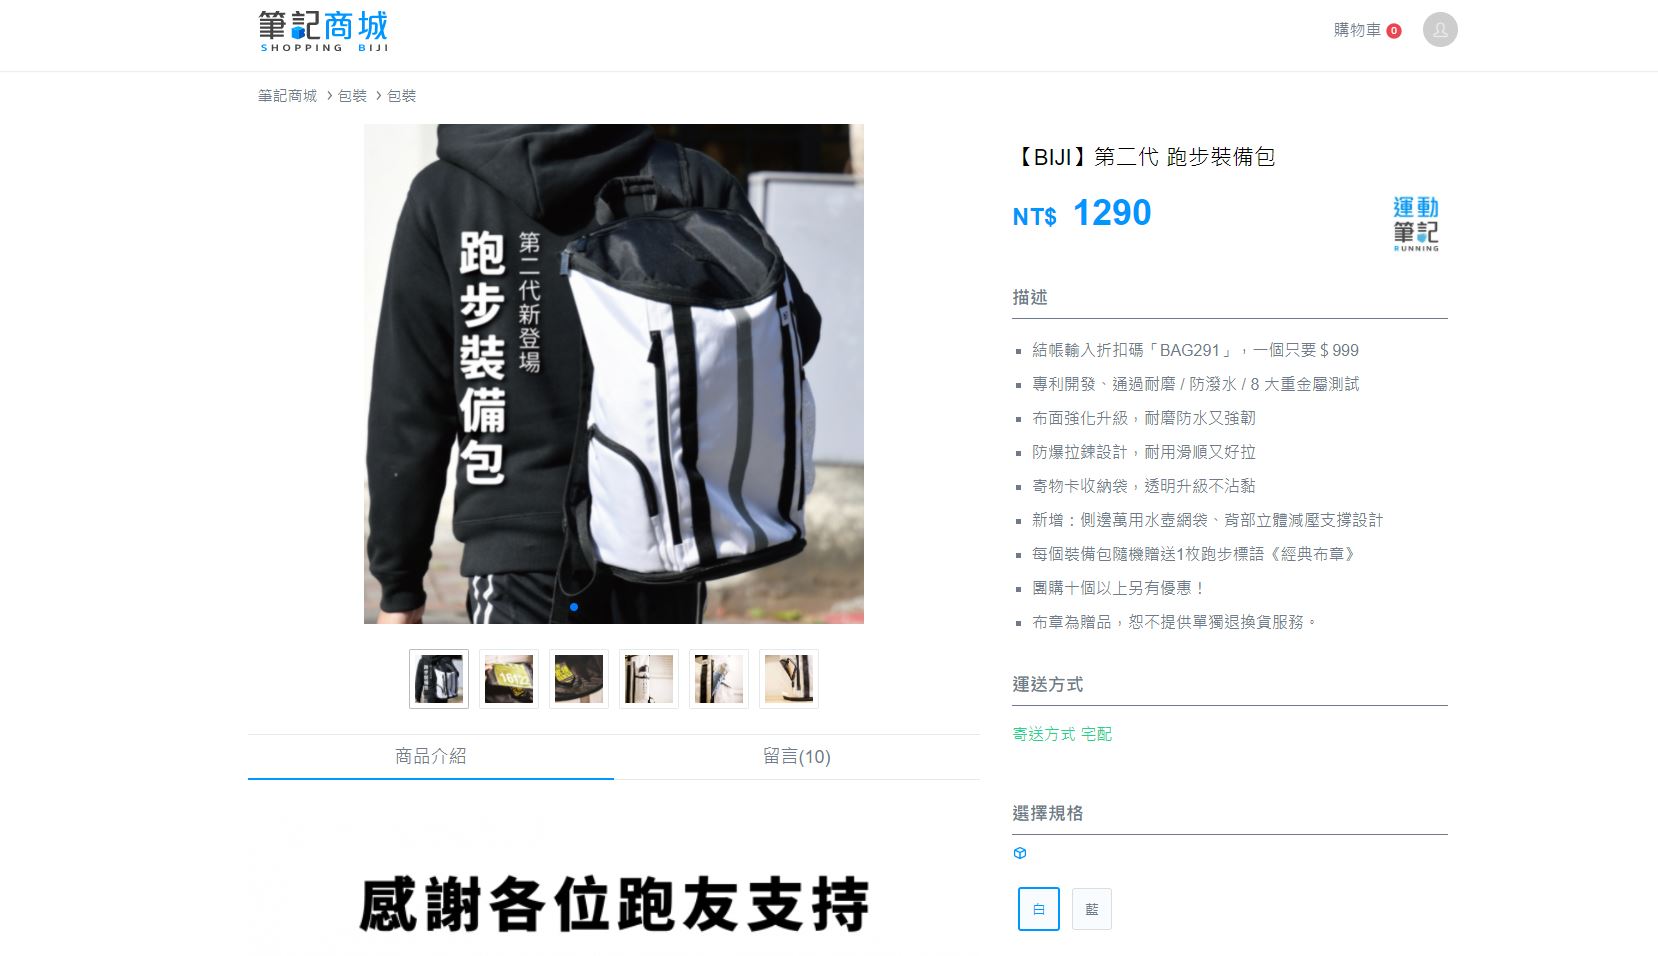 筆記商城
SHOPPING BIJI
購物車 0
筆記商城 > 包裝 > 包裝
第二代新登場
跑步裝備包
1612
商品介紹
留言(10)
感謝各位跑友支持
【BIJI】第二代 跑步裝備包
NT$ 1290
運動
筆記
RUNNING
描述
結帳輸入折扣碼「BAG291」，一個只要＄999
專利開發、通過耐磨 / 防潑水 / 8 大重金屬測試
布面強化升級，耐磨防水又強韌
防爆拉鍊設計，耐用滑順又好拉
寄物卡收納袋，透明升級不沾黏
新增：側邊萬用水壺網袋、背部立體減壓支撐設計
每個裝備包隨機贈送1枚跑步標語《經典布章》
團購十個以上另有優惠！
布章為贈品，恕不提供單獨退換貨服務。
運送方式
寄送方式 宅配
選擇規格
白
藍